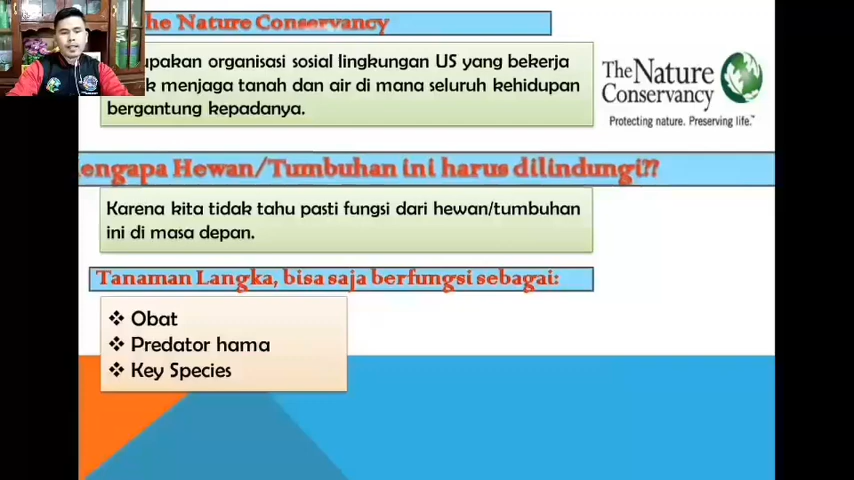 he Nature Conservancy
upakan organisasi sosial lingkungan US yang bekerja
k menjaga tanah dan air di mana seluruh kehidupan
bergantung kepadanya.
The Nature
Conservancy
Protecting nature. Preserving life.™
engapa Hewan/Tumbuhan ini harus dilindungi??
Karena kita tidak tahu pasti fungsi dari hewan/tumbuhan
ini di masa depan.
Tanaman Langka, bisa saja berfungsi sebagai:
❖ Obat
❖ Predator hama
❖ Key Species